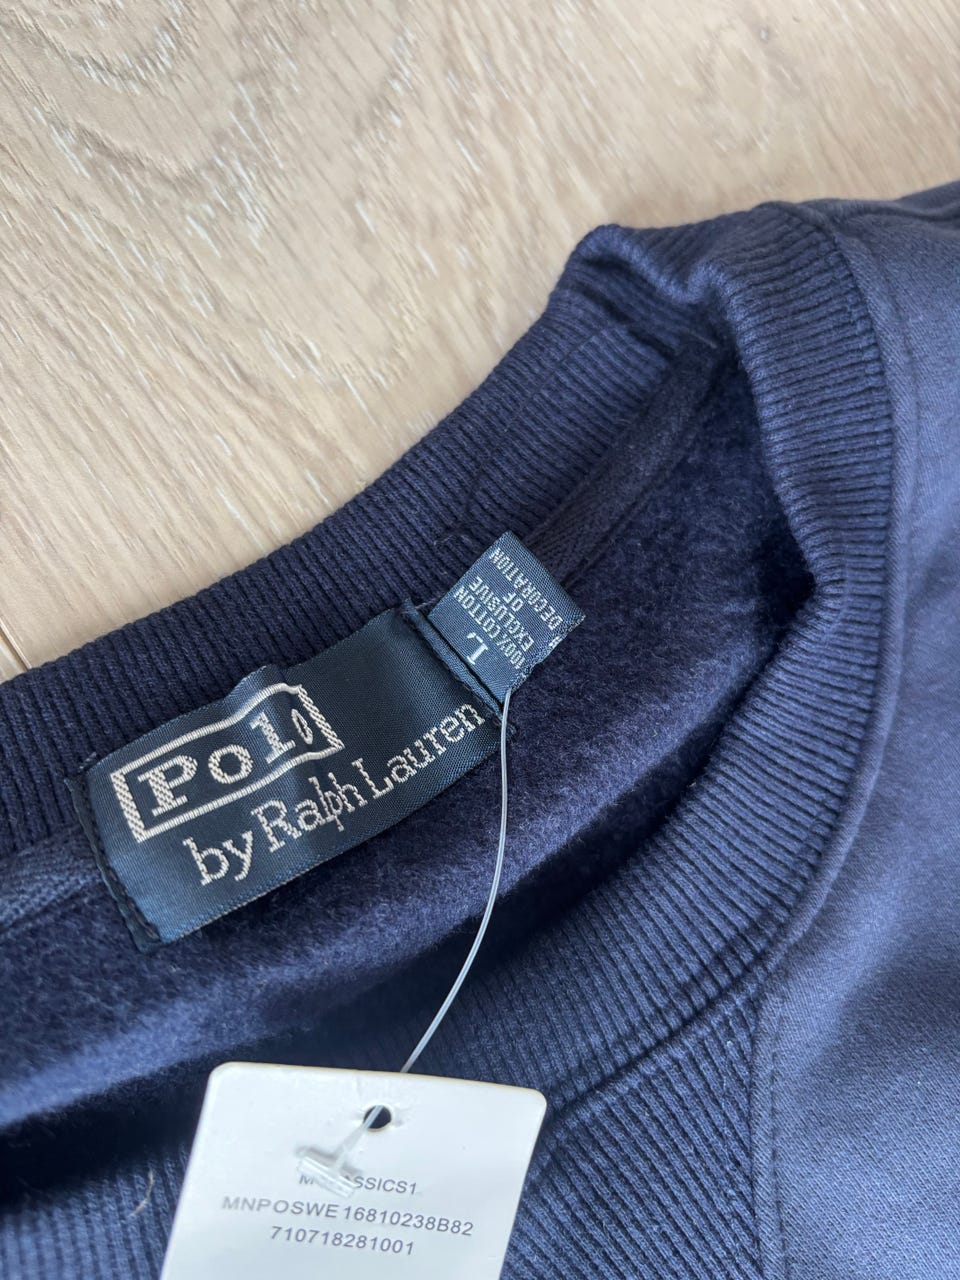 Polo
by Ralph Lauren
L
100% COTTON
EXCLUSIVE
OF
DECORATION
MNPOSWE16810238B82
710718281001